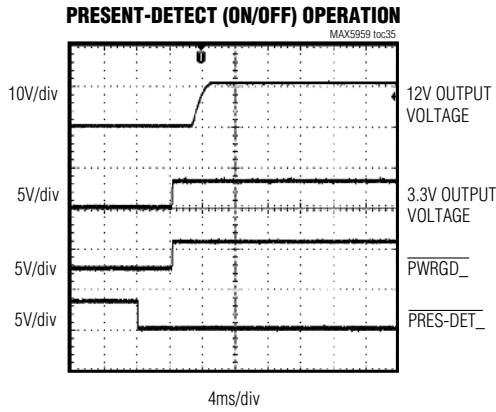 PRESENT-DETECT (ON/OFF) OPERATION
MAX5959 toc35
10V/div
12V OUTPUT
VOLTAGE
5V/div
3.3V OUTPUT
VOLTAGE
5V/div
PWRGD_
5V/div
PRES-DET_
4ms/div